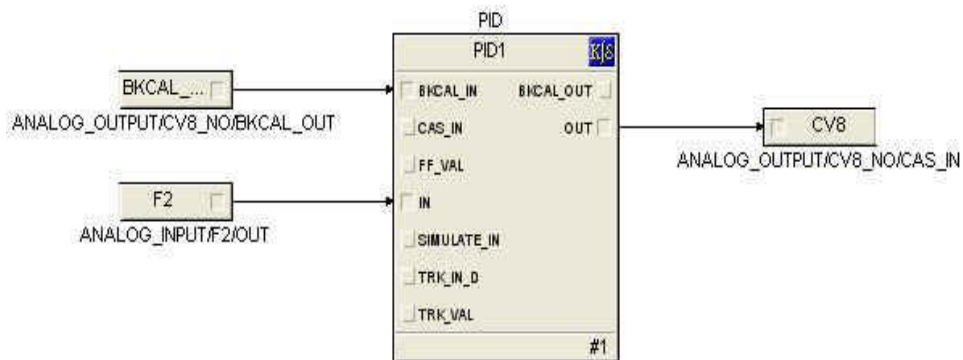 PID
PID1
BKCAL_...
ANALOG_OUTPUT/CV8_NO/BKCAL_OUT
F2
ANALOG_INPUT/F2/OUT
BKCAL_IN BKCAL_OUT
CAS_IN OUT
FF_VAL
IN
SIMULATE_IN
TRK_IN_D
TRK_VAL
#1
CV8
ANALOG_OUTPUT/CV8_NO/CAS_IN